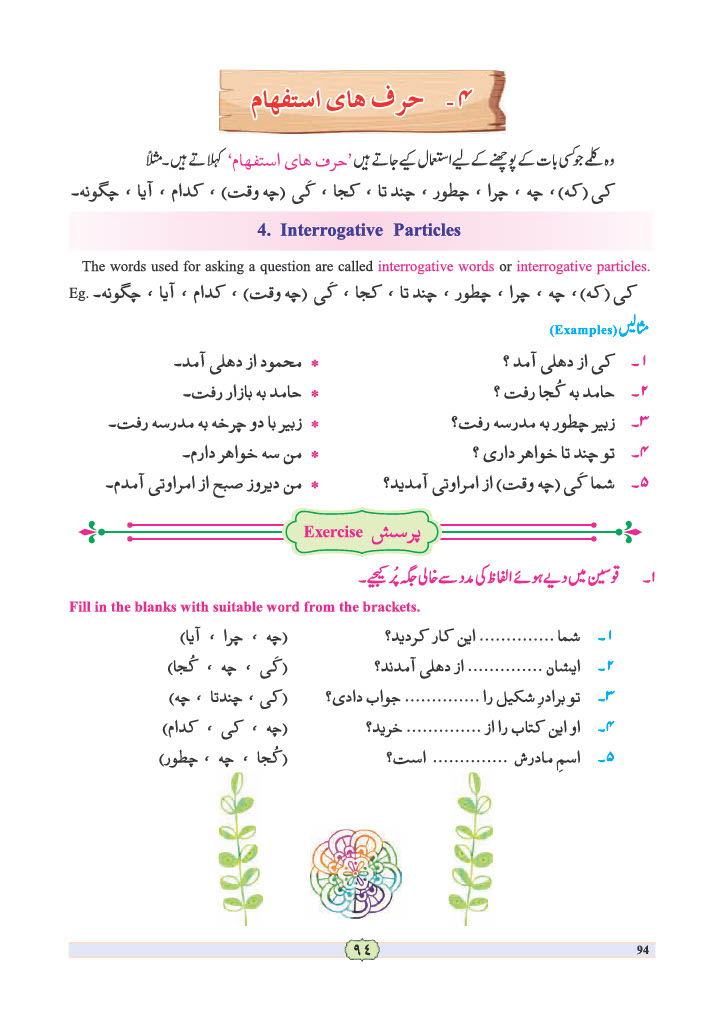 ۴۔ حرف های استفهام
وہ کلمے جو کسی بات کے پوچھنے کے لیے استعمال کیے جاتے ہیں ’حرف های استفهام‘ کہلاتے ہیں۔ مثلاً
کی (که) ، چه ، چرا ، چطور ، چند تا ، کجا ، کَی (چه وقت) ، کدام ، آیا ، چگونه۔
4. Interrogative Particles
The words used for asking a question are called interrogative words or interrogative particles.
Eg. کی (که) ، چه ، چرا ، چطور ، چند تا ، کجا ، کَی (چه وقت) ، کدام ، آیا ، چگونه۔
مثالیں (Examples)
۱۔ کی از دهلی آمد ؟ * محمود از دهلی آمد۔
۲۔ حامد به کُجا رفت ؟ * حامد به بازار رفت۔
۳۔ زبیر چطور به مدرسه رفت؟ * زبیر با دو چرخه به مدرسه رفت۔
۴۔ تو چند تا خواهر داری ؟ * من سه خواهر دارم۔
۵۔ شما کَی (چه وقت) از امراوتی آمدید؟ * من دیروز صبح از امراوتی آمدم۔
پرسش Exercise
۱۔ قوسین میں دیے ہوئے الفاظ کی مدد سے خالی جگہ پُر کیجیے۔
Fill in the blanks with suitable word from the brackets.
۱۔ شما .............. این کار کردید؟ (چه ، چرا ، آیا)
۲۔ ایشان .............. از دهلی آمدند؟ (کَی ، چه ، کُجا)
۳۔ تو برادرِ شکیل را .............. جواب دادی؟ (کی ، چندتا ، چه)
۴۔ او این کتاب را از .............. خرید؟ (چه ، کی ، کدام)
۵۔ اسمِ مادرش .............. است؟ (کُجا ، چه ، چطور)
۹٤
94